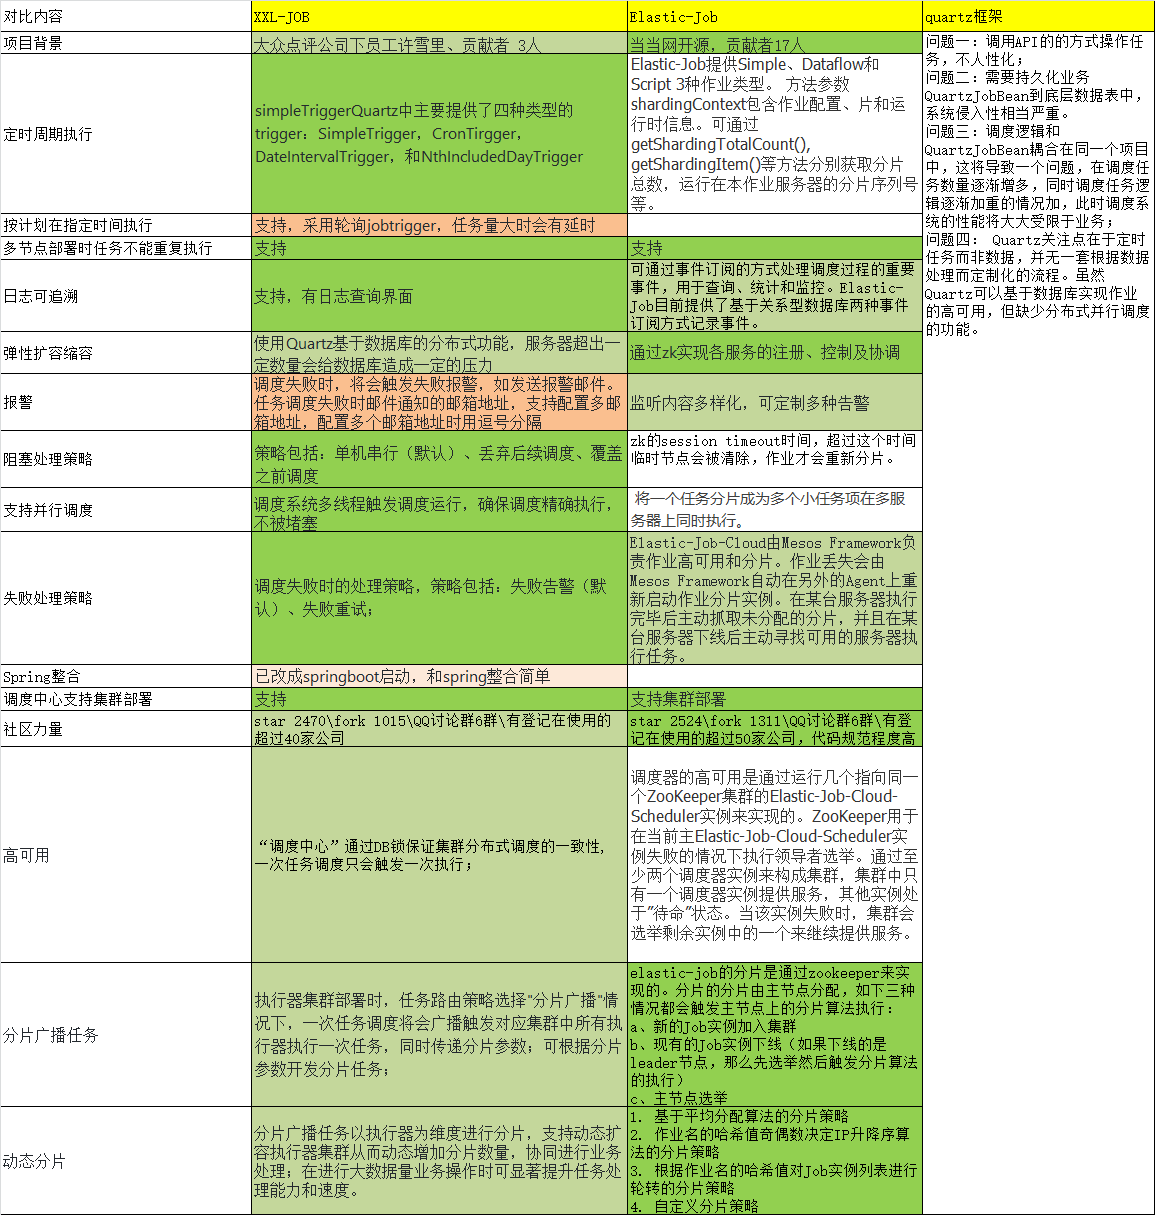 对比内容
XXL-JOB
Elastic-Job
quartz框架
项目背景
大众点评公司下员工许雪里、贡献者 3人
当当网开源，贡献者17人
问题一：调用API的的方式操作任
务，不人性化；
问题二：需要持久化业务
QuartzJobBean到底层数据表中，
系统侵入性相当严重。
问题三：调度逻辑和
QuartzJobBean耦合在同一个项目
中，这将导致一个问题，在调度任
务数量逐渐增多，同时调度任务逻
辑逐渐加重的情况加，此时调度系
统的性能将大大受限于业务；
问题四： Quartz关注点在于定时
任务而非数据，并无一套根据数据
处理而定制化的流程。虽然
Quartz可以基于数据库实现作业
的高可用，但缺少分布式并行调度
的功能。
定时周期执行
simpleTriggerQuartz中主要提供了四种类型的
trigger：SimpleTrigger，CronTirgger，
DateIntervalTrigger，和NthIncludedDayTrigger
Elastic-Job提供Simple、Dataflow和
Script 3种作业类型。 方法参数
shardingContext包含作业配置、片和运
行时信息。可通过
getShardingTotalCount(),
getShardingItem()等方法分别获取分片
总数，运行在本作业服务器的分片序列号
等。
按计划在指定时间执行
支持，采用轮询jobtrigger，任务量大时会有延时
多节点部署时任务不能重复执行
支持
支持
日志可追溯
支持，有日志查询界面
可通过事件订阅的方式处理调度过程的重要
事件，用于查询、统计和监控。Elastic-
Job目前提供了基于关系型数据库两种事件
订阅方式记录事件。
弹性扩容缩容
使用Quartz基于数据库的分布式功能，服务器超出一
定数量会给数据库造成一定的压力
通过zk实现各服务的注册、控制及协调
报警
调度失败时，将会触发失败报警，如发送报警邮件。
任务调度失败时邮件通知的邮箱地址，支持配置多邮
箱地址，配置多个邮箱地址时用逗号分隔
监听内容多样化，可定制多种告警
阻塞处理策略
策略包括：单机串行（默认）、丢弃后续调度、覆盖
之前调度
zk的session timeout时间，超过这个时间
临时节点会被清除，作业才会重新分片。
支持并行调度
调度系统多线程触发调度运行，确保调度精确执行，
不被堵塞
将一个任务分片成为多个小任务项在多服
务器上同时执行。
失败处理策略
调度失败时的处理策略，策略包括：失败告警（默
认）、失败重试；
Elastic-Job-Cloud由Mesos Framework负
责作业高可用和分片。作业丢失会由
Mesos Framework自动在另外的Agent上重
新启动作业分片实例。在某台服务器执行
完毕后主动抓取未分配的分片，并且在某
台服务器下线后主动寻找可用的服务器执
行任务。
Spring整合
已改成springboot启动，和spring整合简单
调度中心支持集群部署
支持
支持集群部署
社区力量
star 2470\fork 1015\QQ讨论群6群\有登记在使用的
超过40家公司
star 2524\fork 1311\QQ讨论群6群\有登
记在使用的超过50家公司，代码规范程度高
高可用
“调度中心”通过DB锁保证集群分布式调度的一致性,
一次任务调度只会触发一次执行；
调度器的高可用是通过运行几个指向同一
个ZooKeeper集群的Elastic-Job-Cloud-
Scheduler实例来实现的。ZooKeeper用于
在当前主Elastic-Job-Cloud-Scheduler实
例失败的情况下执行领导者选举。通过至
少两个调度器实例来构成集群，集群中只
有一个调度器实例提供服务，其他实例处
于”待命”状态。当该实例失败时，集群会
选举剩余实例中的一个来继续提供服务。
分片广播任务
执行器集群部署时，任务路由策略选择"分片广播"情
况下，一次任务调度将会广播触发对应集群中所有执
行器执行一次任务，同时传递分片参数；可根据分片
参数开发分片任务；
elastic-job的分片是通过zookeeper来实
现的。分片的分片由主节点分配，如下三种
情况都会触发主节点上的分片算法执行：
a、新的Job实例加入集群
b、现有的Job实例下线（如果下线的是
leader节点，那么先选举然后触发分片算法
的执行）
c、主节点选举
动态分片
分片广播任务以执行器为维度进行分片，支持动态扩
容执行器集群从而动态增加分片数量，协同进行业务
处理；在进行大数据量业务操作时可显著提升任务处
理能力和速度。
1. 基于平均分配算法的分片策略
2. 作业名的哈希值奇偶数决定IP升降序算
法的分片策略
3. 根据作业名的哈希值对Job实例列表进行
轮转的分片策略
4. 自定义分片策略